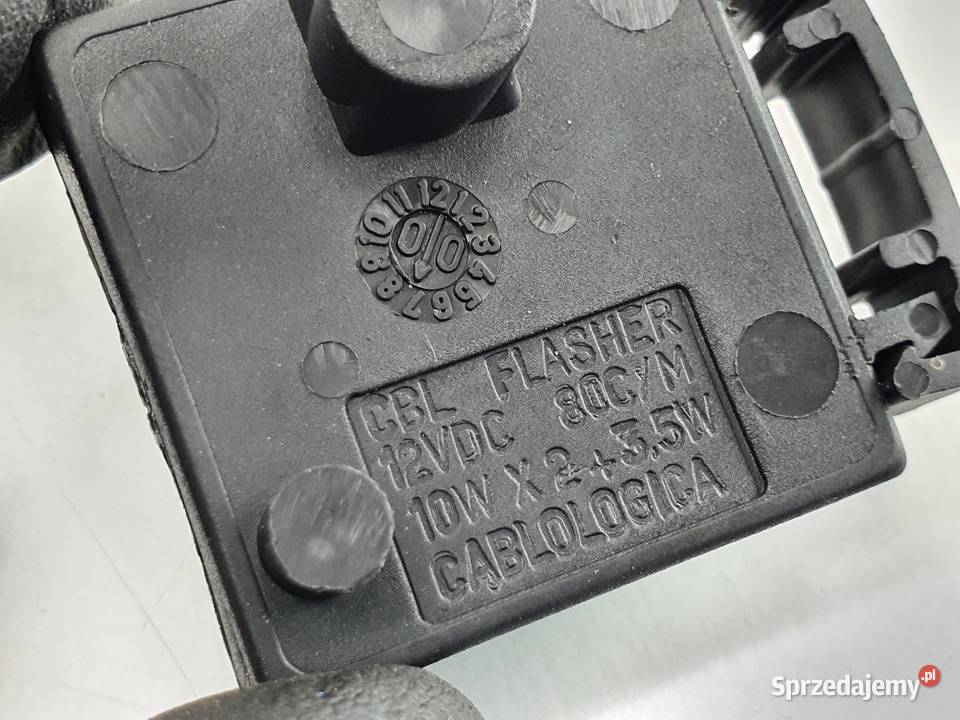 11 12 1 2 3 4 5 6 7 8 8 10
0 0
CBL FLASHER
12VDC 80C/M
10W X 2 + 3,5W
CABLOLOGICA
Sprzedajemy.pl